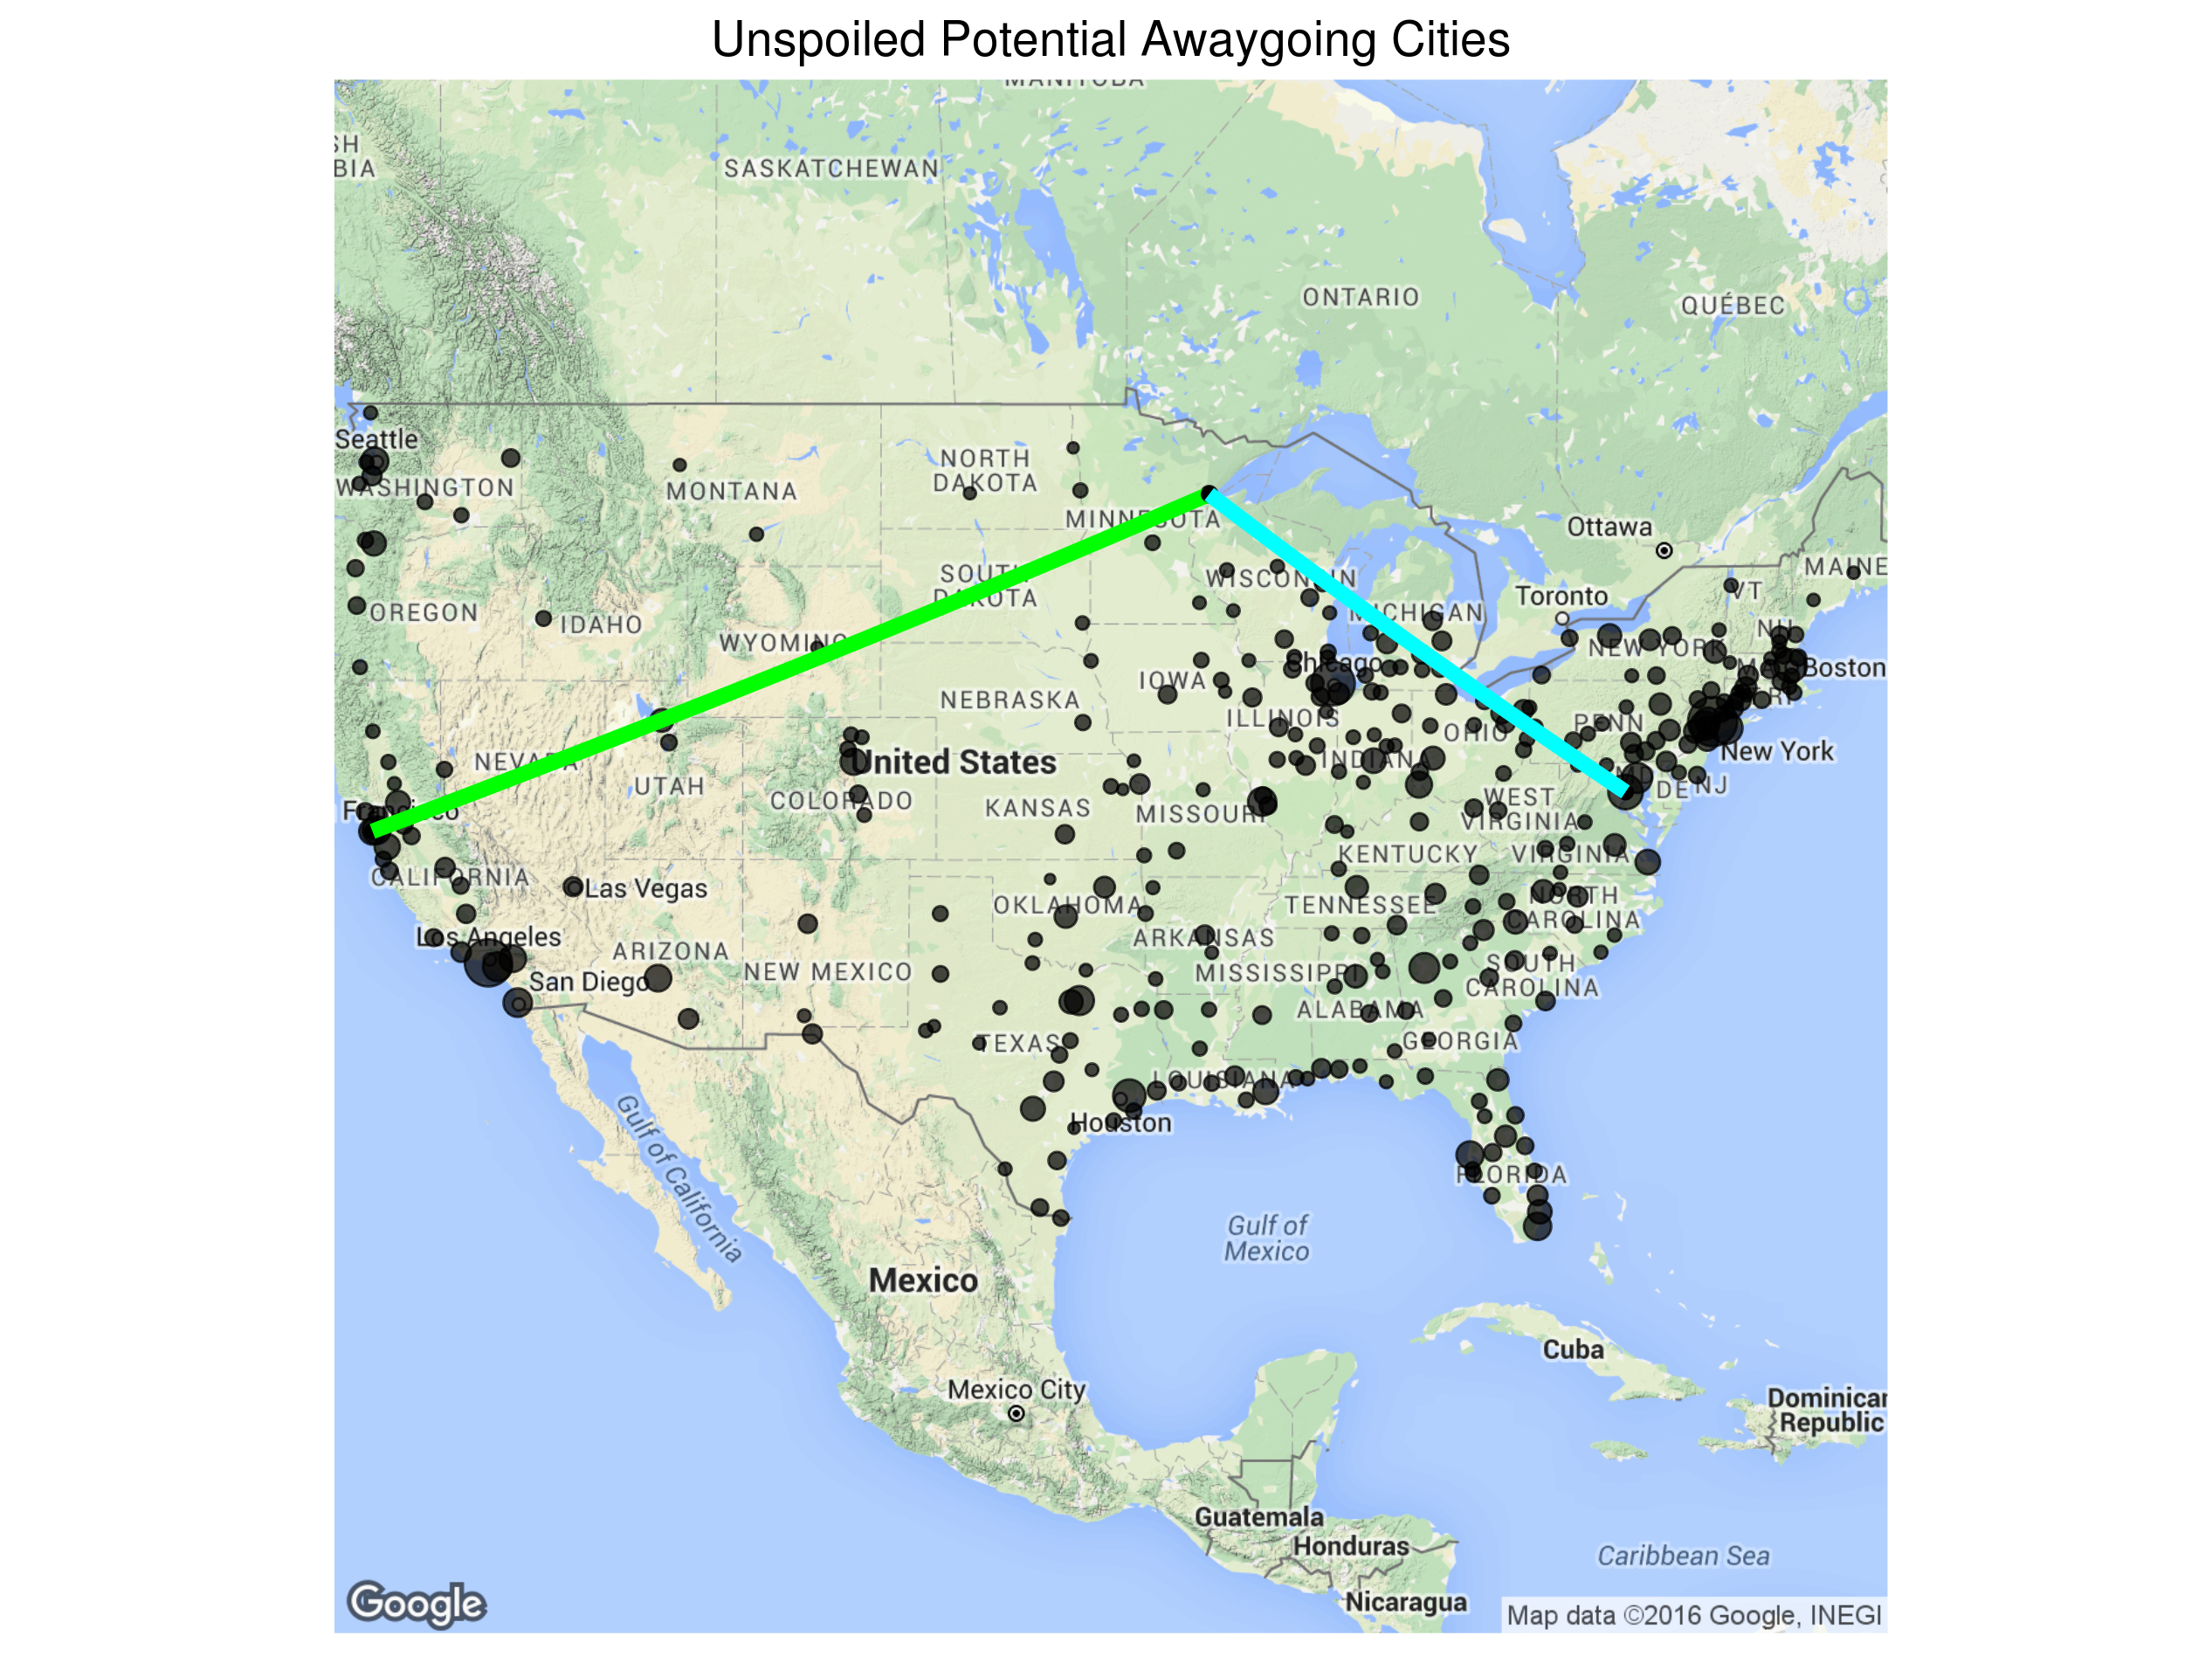 Unspoiled Potential Awaygoing Cities
MANITOBA
SH
BIA
SASKATCHEWAN
ONTARIO
QUÉBEC
Seattle
WASHINGTON
MONTANA
NORTH
DAKOTA
MINNESOTA
Ottawa
MAINE
OREGON
IDAHO
SOUTH
DAKOTA
WISCONSIN
MICHIGAN
Toronto
VT
WYOMING
NEW YORK
NH
MA
Boston
RI
Chicago
IOWA
NEBRASKA
ILLINOIS
INDIANA
OHIO
PENN
New York
NEVADA
UTAH
United States
COLORADO
KANSAS
MISSOURI
WEST
VIRGINIA
MD
DE
NJ
Francisco
CALIFORNIA
Las Vegas
KENTUCKY
VIRGINIA
OKLAHOMA
TENNESSEE
NORTH
CAROLINA
Los Angeles
ARIZONA
NEW MEXICO
ARKANSAS
MISSISSIPPI
SOUTH
CAROLINA
San Diego
ALABAMA
TEXAS
GEORGIA
LOUISIANA
Houston
FLORIDA
Gulf of California
Gulf of
Mexico
Mexico
Cuba
Mexico City
Dominican
Republic
Guatemala
Honduras
Caribbean Sea
Nicaragua
Google
Map data ©2016 Google, INEGI